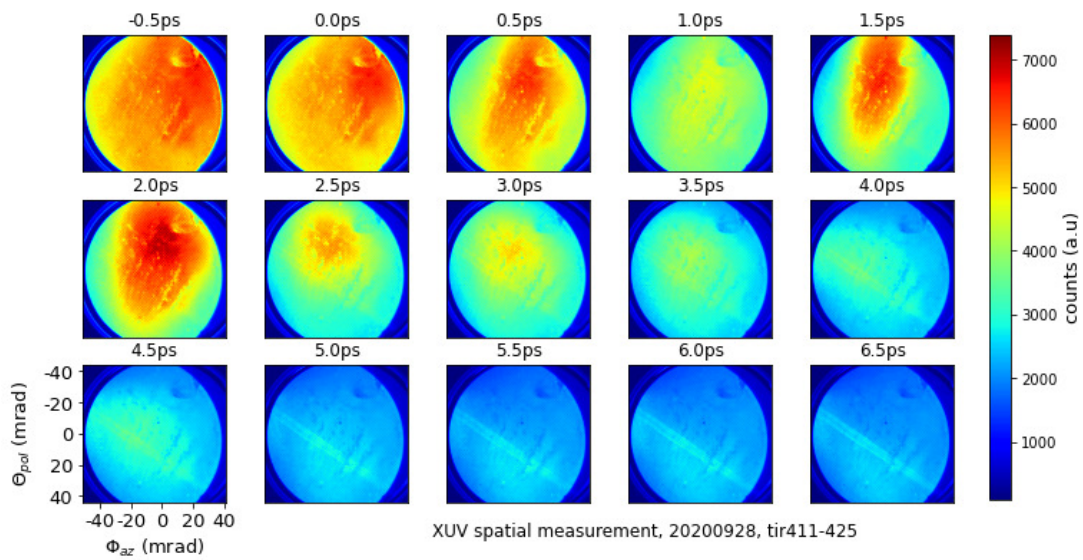 -0.5ps 0.0ps 0.5ps 1.0ps 1.5ps
2.0ps 2.5ps 3.0ps 3.5ps 4.0ps
4.5ps 5.0ps 5.5ps 6.0ps 6.5ps
-40
-20
0
20
40
Θpol (mrad)
-40 -20 0 20 40
Φaz (mrad)
XUV spatial measurement, 20200928, tir411-425
7000
6000
5000
4000
3000
2000
1000
counts (a.u)